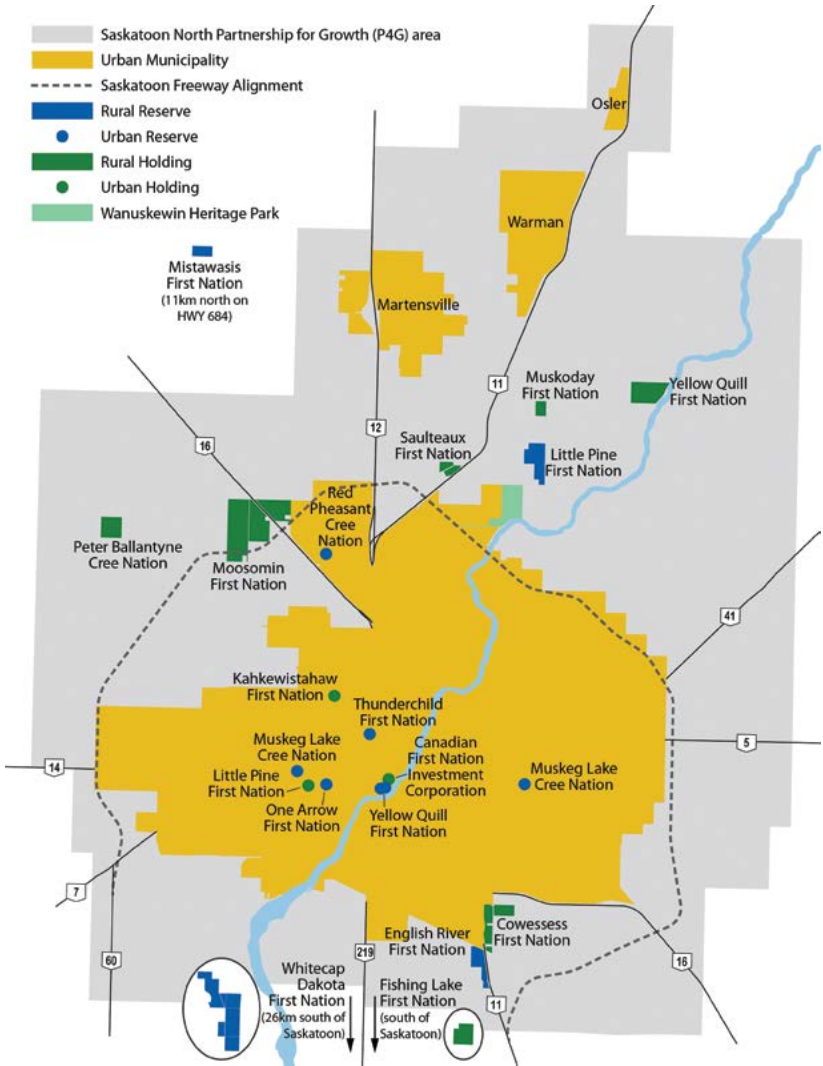 Saskatoon North Partnership for Growth (P4G) area
Urban Municipality
Saskatoon Freeway Alignment
Rural Reserve
Urban Reserve
Rural Holding
Urban Holding
Wanuskewin Heritage Park
Mistawasis
First Nation
(11km north on
HWY 684)
Osler
Warman
Martensville
11
12
16
Muskoday
First Nation
Yellow Quill
First Nation
Saulteaux
First Nation
Little Pine
First Nation
Red
Pheasant
Cree
Nation
Peter Ballantyne
Cree Nation
Moosomin
First Nation
41
Kahkewistahaw
First Nation
Thunderchild
First Nation
5
14
Muskeg Lake
Cree Nation
Canadian
First Nation
Investment
Corporation
Little Pine
First Nation
Muskeg Lake
Cree Nation
One Arrow
First Nation
Yellow Quill
First Nation
7
60
219
English River
First Nation
Cowessess
First Nation
16
11
Whitecap
Dakota
First Nation
(26km south of
Saskatoon)
Fishing Lake
First Nation
(south of
Saskatoon)